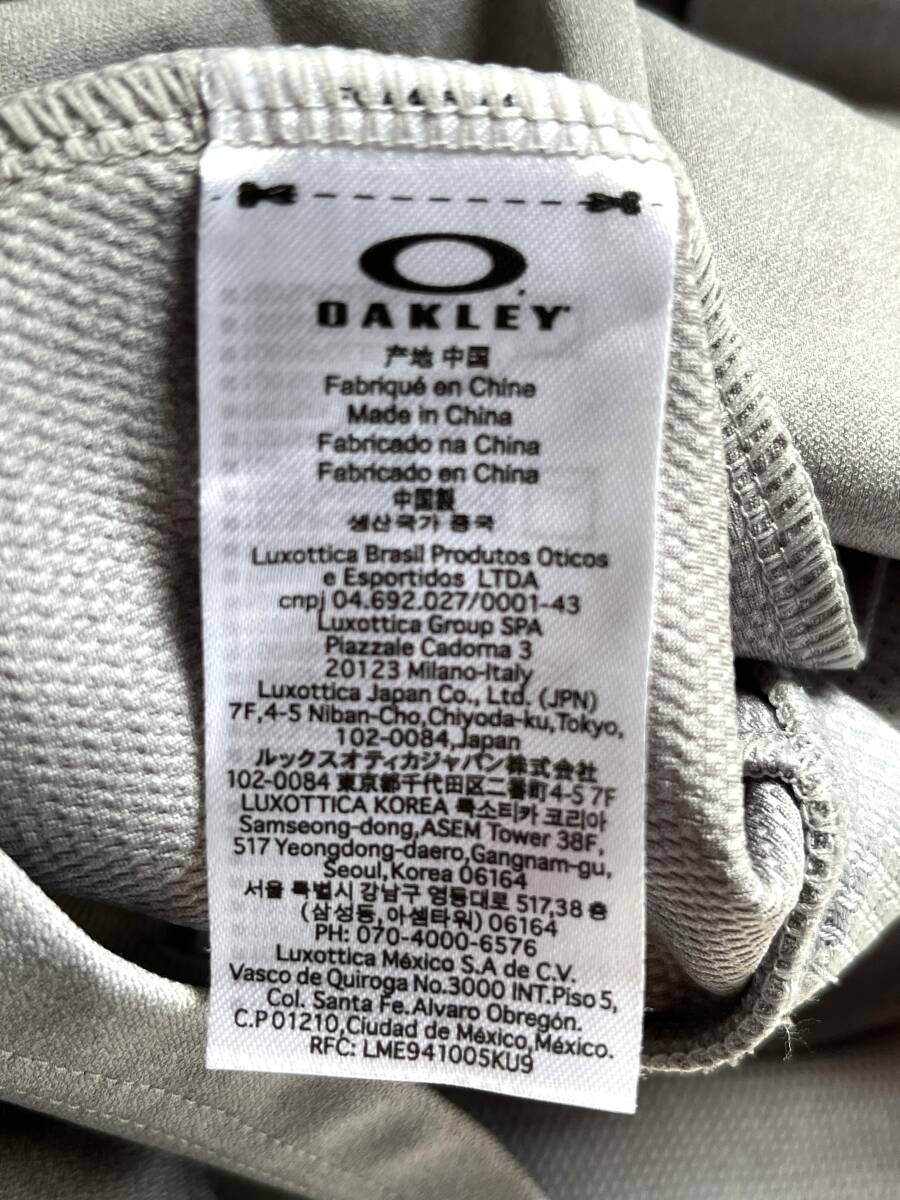 OAKLEY
产地 中国
Fabriqué en Chine
Made in China
Fabricado na China
Fabricado en China
中国製
생산국가 중국
Luxottica Brasil Produtos Oticos
e Esportidos LTDA
cnpj 04.692.027/0001-43
Luxottica Group SPA
Piazzale Cadorna 3
20123 Milano-Italy
Luxottica Japan Co., Ltd. (JPN)
7F,4-5 Niban-Cho,Chiyoda-ku,Tokyo,
102-0084,Japan
ルックスオティカジャパン株式会社
102-0084 東京都千代田区二番町4-5 7F
LUXOTTICA KOREA 룩소티카 코리아
Samseong-dong,ASEM Tower 38F,
517 Yeongdong-daero,Gangnam-gu,
Seoul,Korea 06164
서울 특별시 강남구 영동대로 517,38 층
(삼성동,아셈타워) 06164
PH: 070-4000-6576
Luxottica México S.A de C.V.
Vasco de Quiroga No.3000 INT.Piso 5,
Col. Santa Fe.Alvaro Obregón.
C.P 01210,Ciudad de México,México.
RFC: LME941005KU9